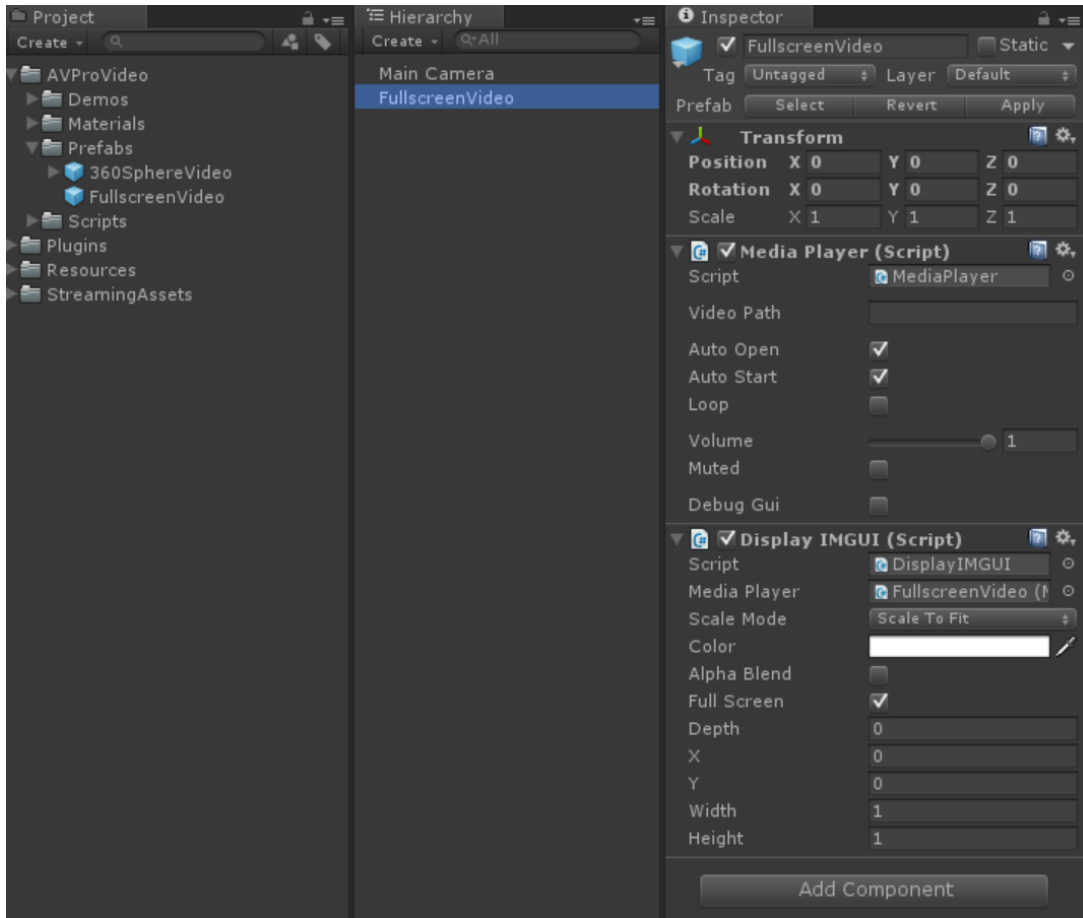 Project
Create
AVProVideo
Demos
Materials
Prefabs
360SphereVideo
FullscreenVideo
Scripts
Plugins
Resources
StreamingAssets
Hierarchy
Create All
Main Camera
FullscreenVideo
Inspector
FullscreenVideo Static
Tag Untagged Layer Default
Prefab Select Revert Apply
Transform
Position X 0 Y 0 Z 0
Rotation X 0 Y 0 Z 0
Scale X 1 Y 1 Z 1
Media Player (Script)
Script MediaPlayer
Video Path
Auto Open
Auto Start
Loop
Volume 1
Muted
Debug Gui
Display IMGUI (Script)
Script DisplayIMGUI
Media Player FullscreenVideo (M
Scale Mode Scale To Fit
Color
Alpha Blend
Full Screen
Depth 0
X 0
Y 0
Width 1
Height 1
Add Component